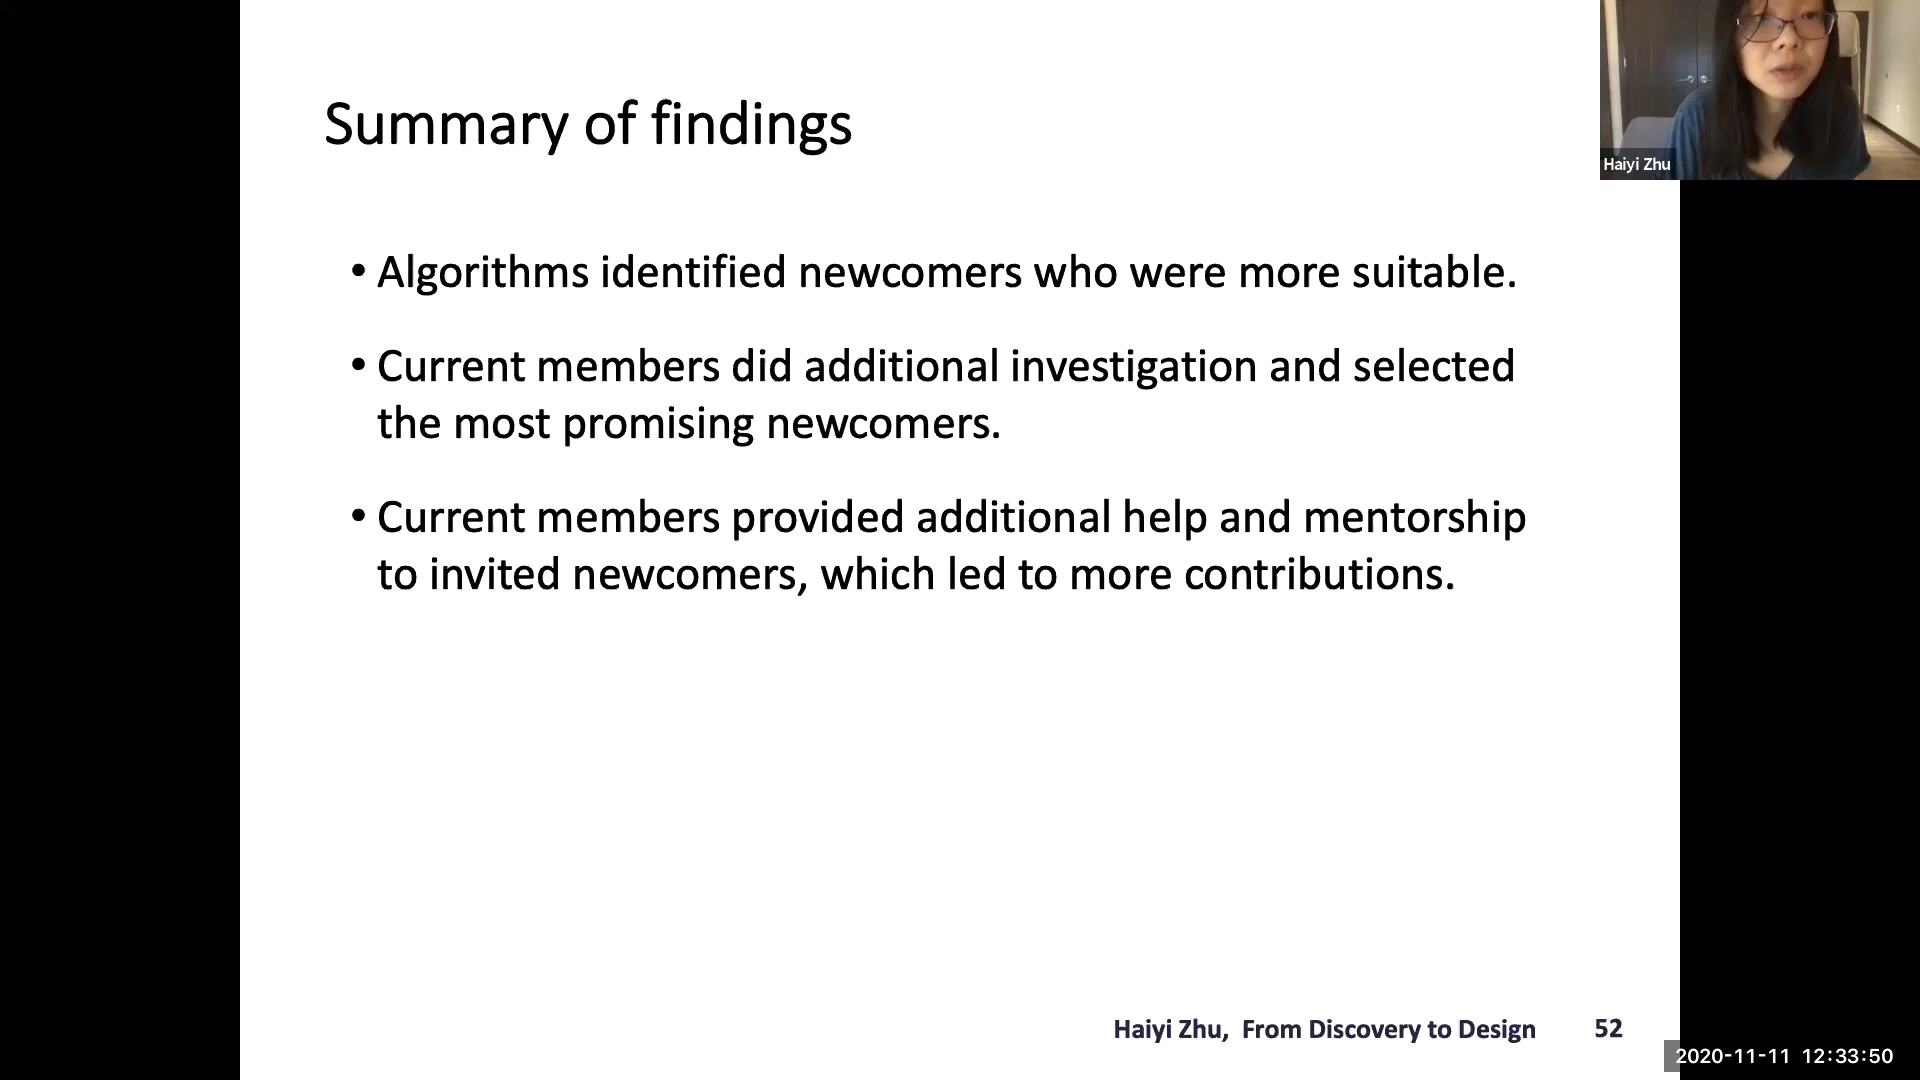 Summary of findings
Haiyi Zhu
• Algorithms identified newcomers who were more suitable.
• Current members did additional investigation and selected
the most promising newcomers.
• Current members provided additional help and mentorship
to invited newcomers, which led to more contributions.
Haiyi Zhu,  From Discovery to Design 52
2020-11-11 12:33:50